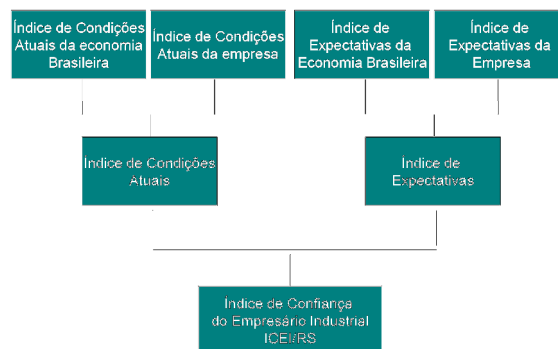 Índice de Condições
Atuais da economia
Brasileira
Índice de Condições
Atuais da empresa
Índice de
Expectativas da
Economia Brasileira
Índice de
Expectativas da
Empresa
Índice de Condições
Atuais
Índice de
Expectativas
Índice de Confiança
do Empresário Industrial
ICEI/RS